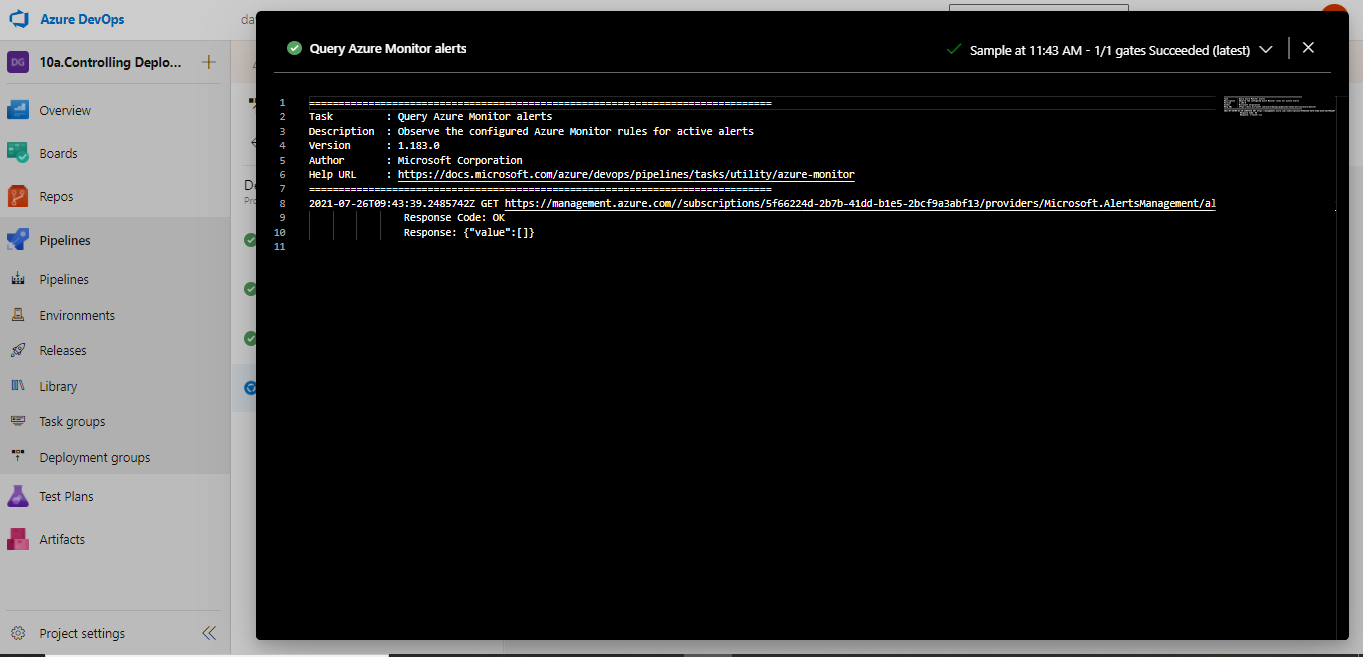 Azure DevOps
DG
10a.Controlling Deplo...
Overview
Boards
Repos
Pipelines
Pipelines
Environments
Releases
Library
Task groups
Deployment groups
Test Plans
Artifacts
Project settings
Query Azure Monitor alerts
Sample at 11:43 AM - 1/1 gates Succeeded (latest)
1 ==============================================================================
2 Task : Query Azure Monitor alerts
3 Description : Observe the configured Azure Monitor rules for active alerts
4 Version : 1.183.0
5 Author : Microsoft Corporation
6 Help URL : https://docs.microsoft.com/azure/devops/pipelines/tasks/utility/azure-monitor
7 ==============================================================================
8 2021-07-26T09:43:39.2485742Z GET https://management.azure.com//subscriptions/5f66224d-2b7b-41dd-b1e5-2bcf9a3abf13/providers/Microsoft.AlertsManagement/al
9 Response Code: OK
10 Response: {"value":[]}
11